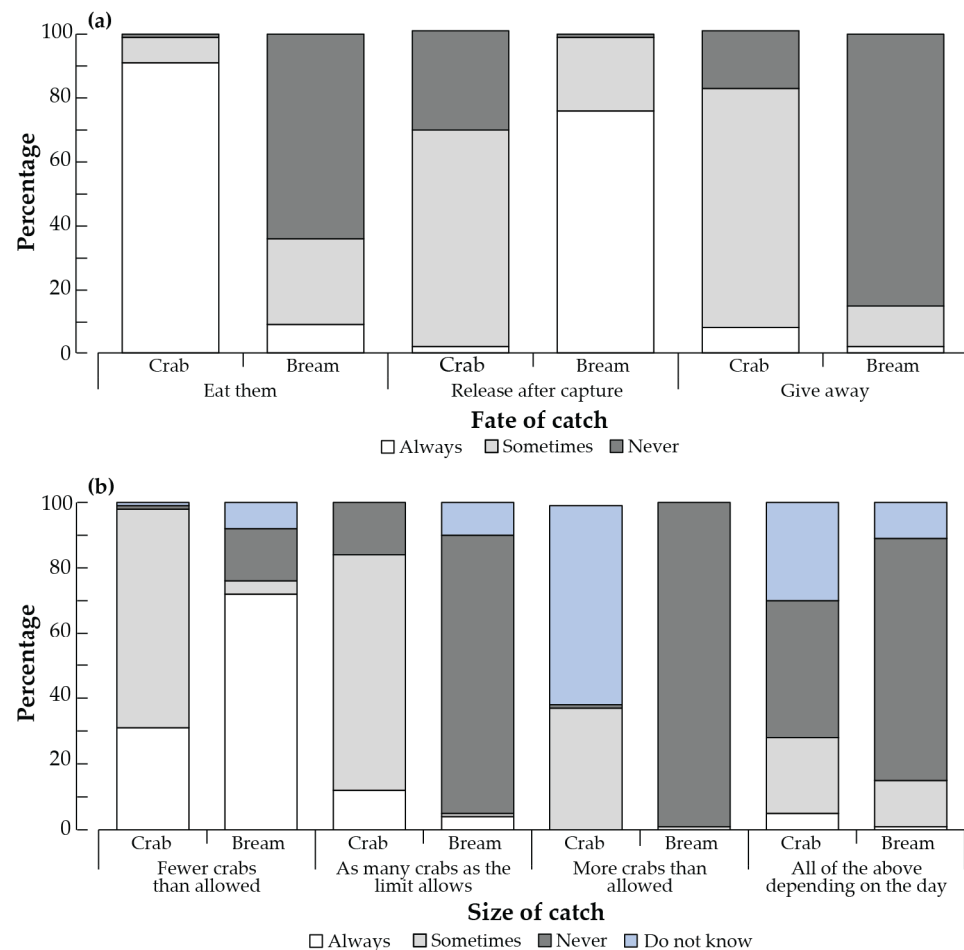 (a)
Percentage
100
80
60
40
20
0
Crab Bream Crab Bream Crab Bream
Eat them Release after capture Give away
Fate of catch
Always Sometimes Never
(b)
Percentage
100
80
60
40
20
0
Crab Bream Crab Bream Crab Bream Crab Bream
Fewer crabs As many crabs as the More crabs than All of the above
than allowed limit allows allowed depending on the day
Size of catch
Always Sometimes Never Do not know